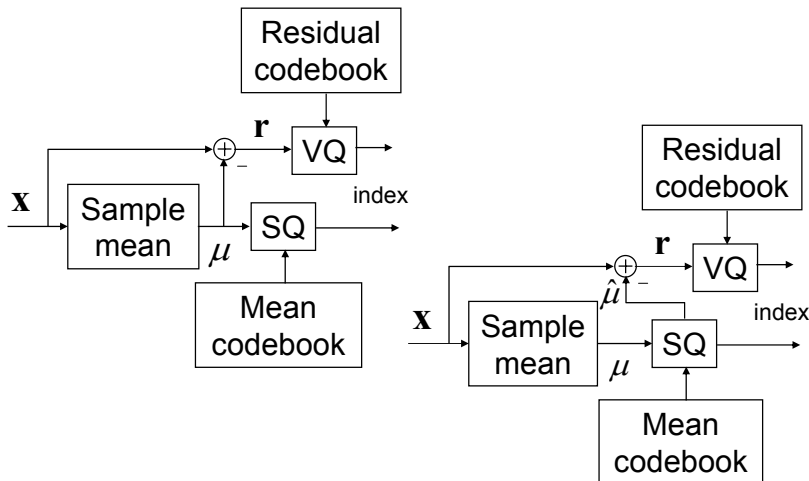 Residual
codebook
r
VQ
−
x
Sample
mean
μ
SQ
index
Mean
codebook
Residual
codebook
r
VQ
−
μ̂
x
Sample
mean
μ
SQ
index
Mean
codebook